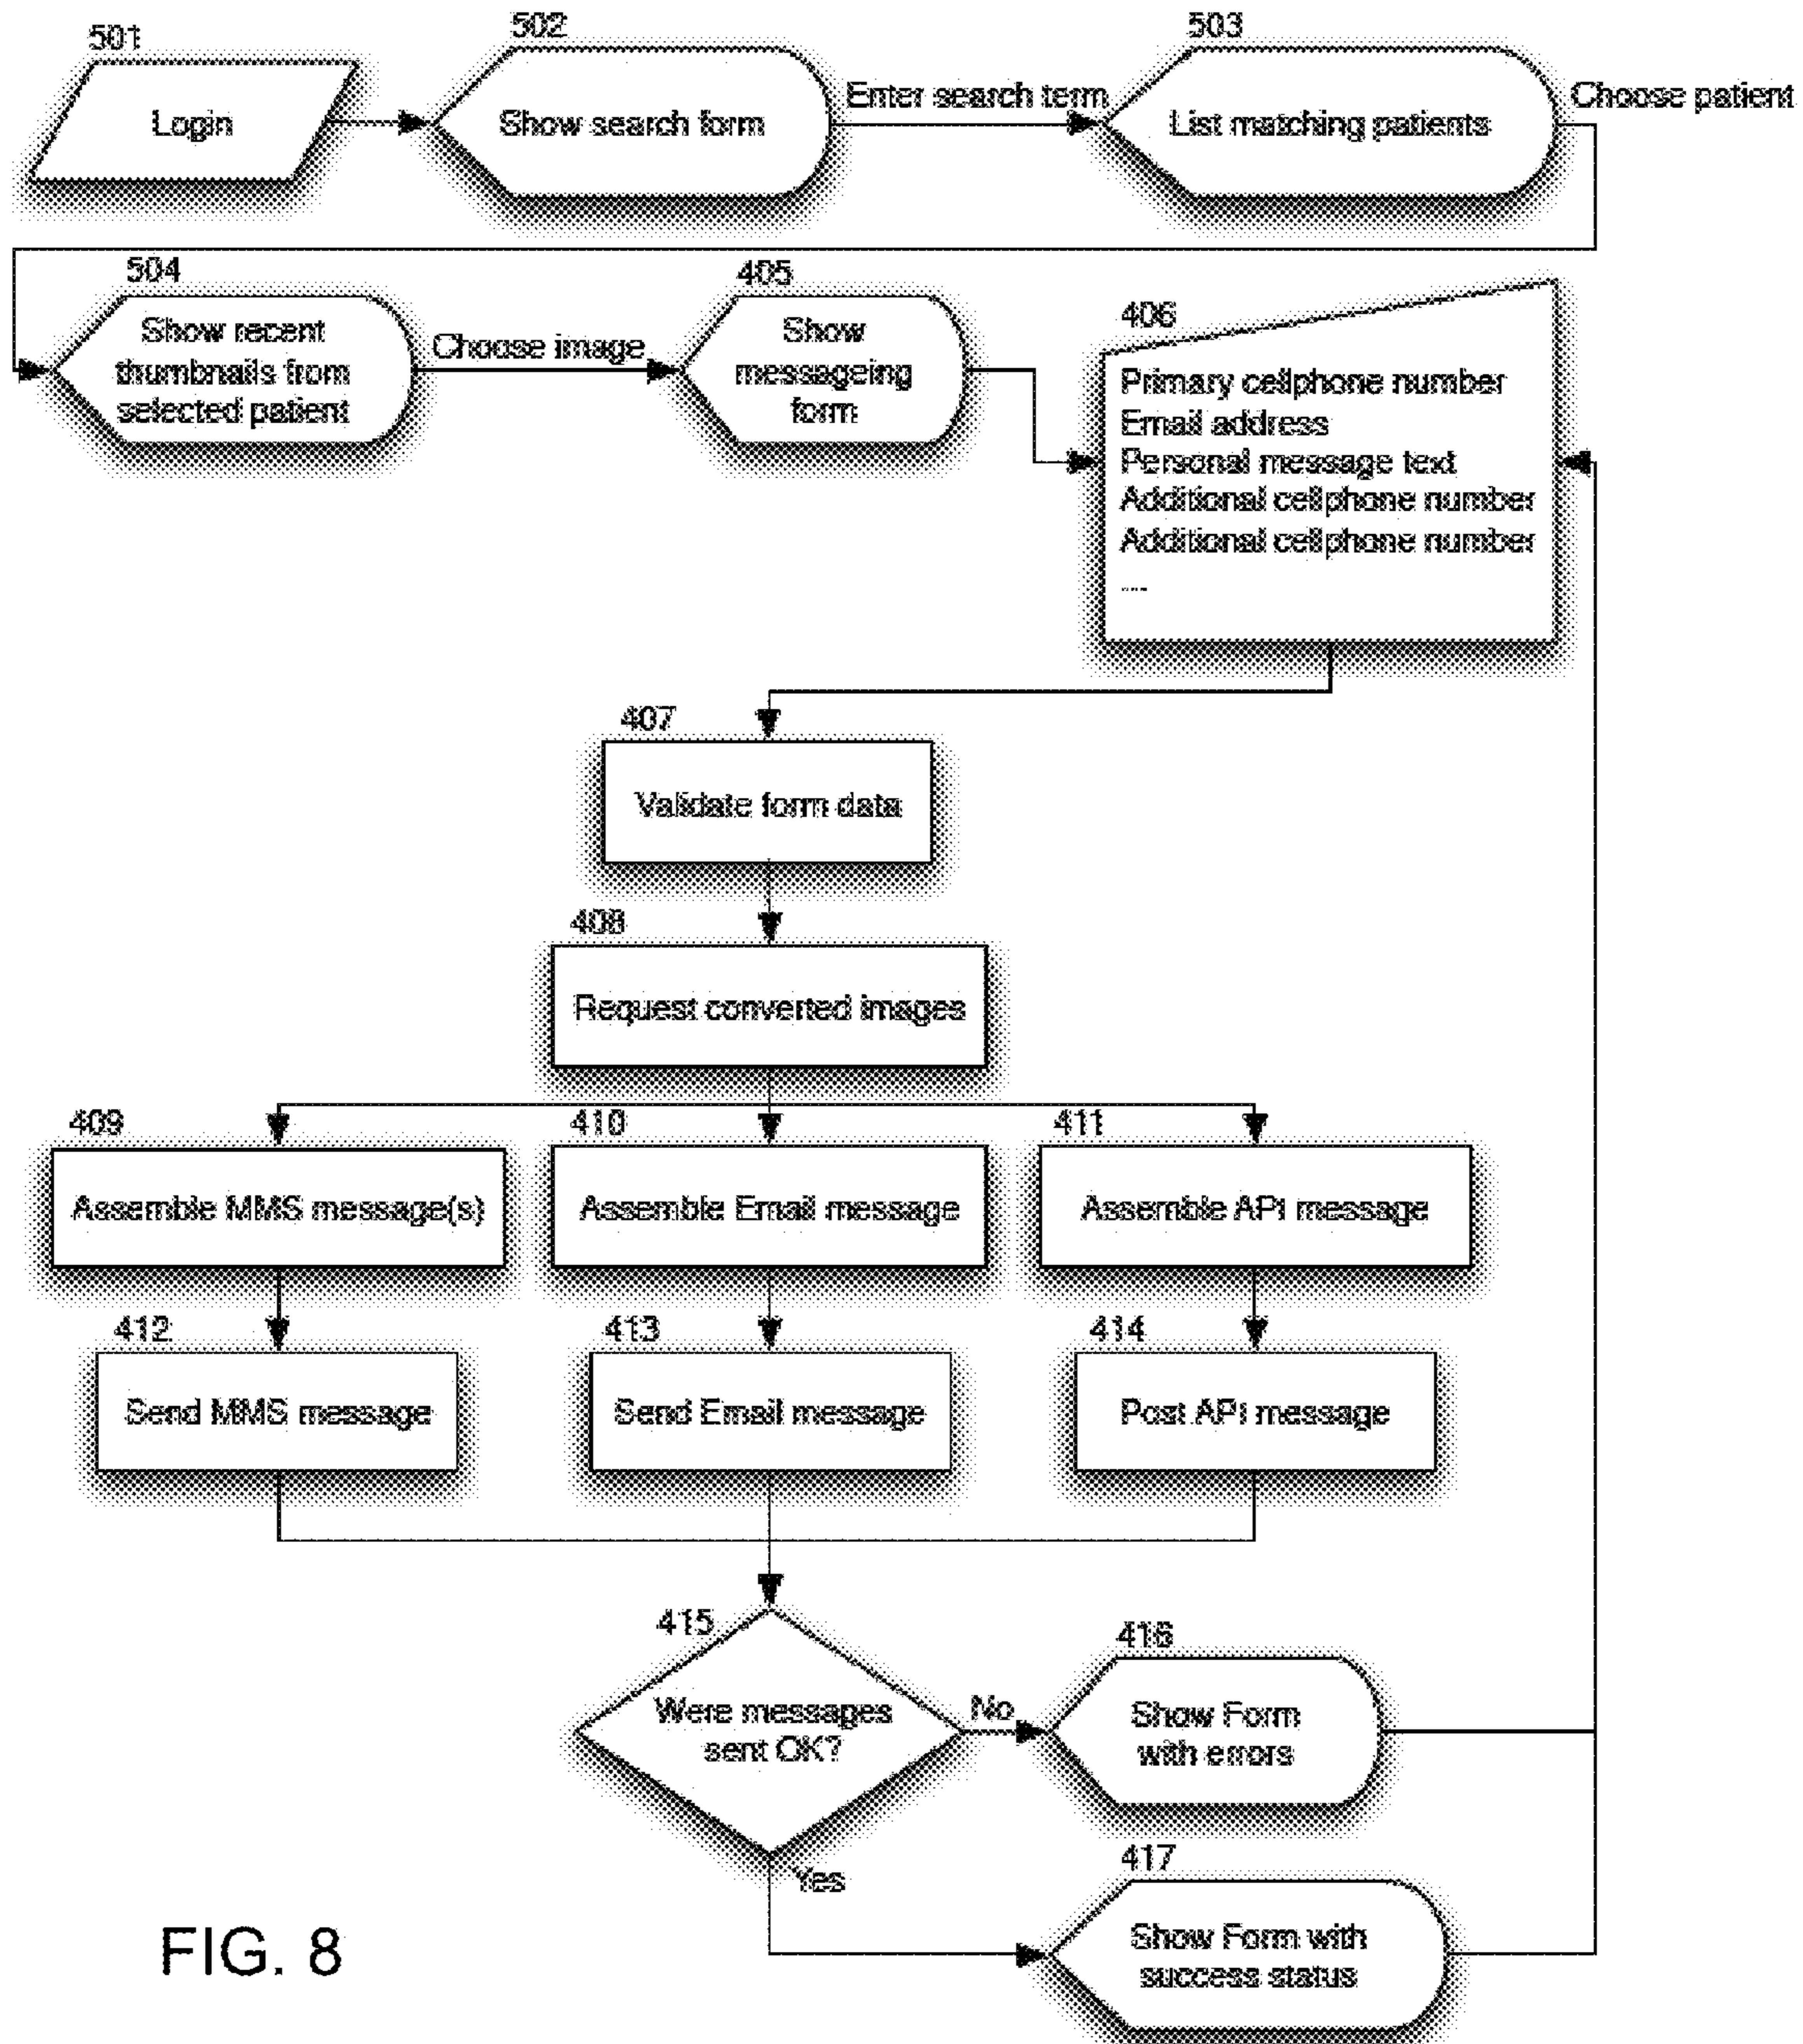 501
Login
502
Show search form
Enter search term
503
List matching patients
Choose patient
504
Show recent
thumbnails from
selected patient
Choose image
405
Show
messageing
form
406
Primary cellphone number
Email address
Personal message text
Additional cellphone number
Additional cellphone number
...
407
Validate form data
408
Request converted images
409
Assemble MMS message(s)
410
Assemble Email message
411
Assemble API message
412
Send MMS message
413
Send Email message
414
Post API message
415
Were messages
sent OK?
No
416
Show Form
with errors
Yes
417
Show Form with
success status
FIG. 8